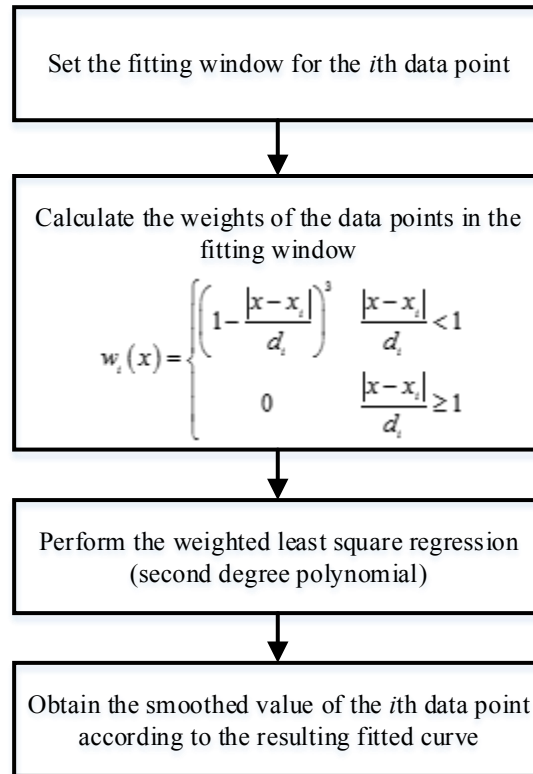 Set the fitting window for the ith data point
Calculate the weights of the data points in the
fitting window
w_i(x) = { (1 - |x - x_i| / d_i)^3    |x - x_i| / d_i < 1
0    |x - x_i| / d_i ≥ 1
Perform the weighted least square regression
(second degree polynomial)
Obtain the smoothed value of the ith data point
according to the resulting fitted curve